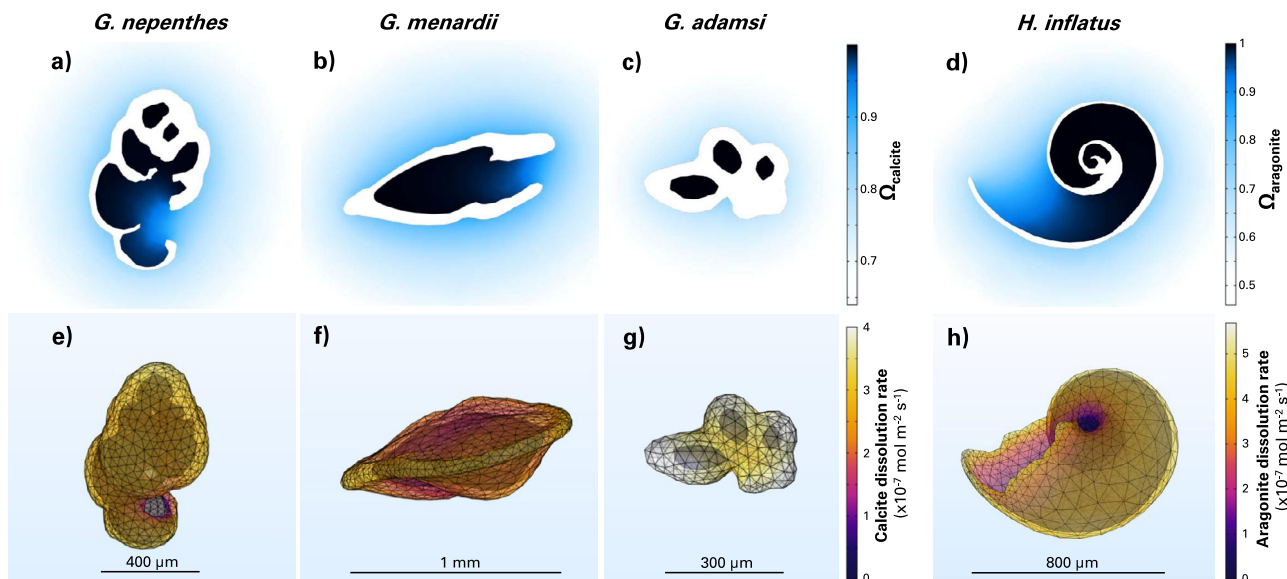 G. nepenthes
G. menardii
G. adamsi
H. inflatus
a)
b)
c)
d)
0.9
0.8
0.7
Ωcalcite
1
0.9
0.8
0.7
0.6
0.5
Ωaragonite
e)
f)
g)
h)
4
3
2
1
0
Calcite dissolution rate
(x10⁻⁷ mol m⁻² s⁻¹)
5
4
3
2
1
0
Aragonite dissolution rate
(x10⁻⁷ mol m⁻² s⁻¹)
400 µm
1 mm
300 µm
800 µm